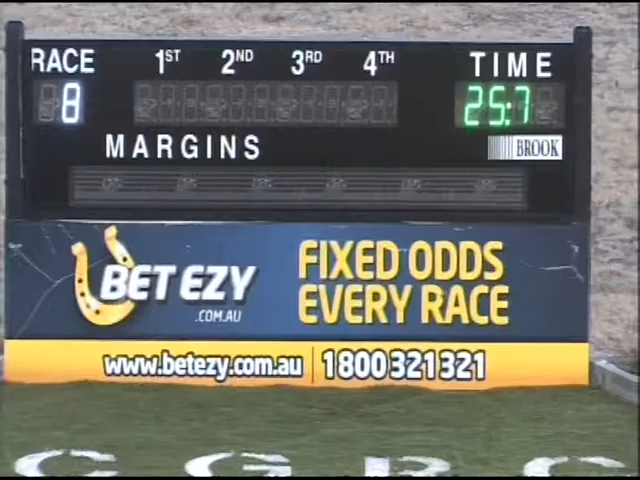 RACE 1ST 2ND 3RD 4TH TIME
8 25:7
MARGINS BROOK
BET EZY
.COM.AU
FIXED ODDS
EVERY RACE
www.betezy.com.au | 1800 321 321
C G R C